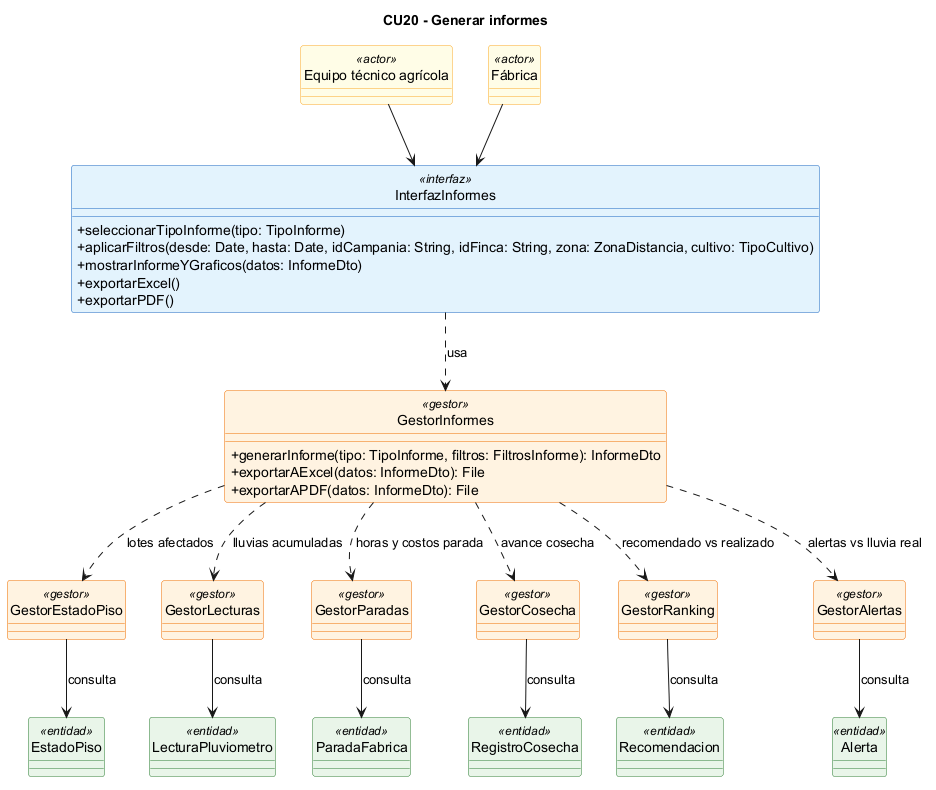 CU20 - Generar informes
«actor»
Equipo técnico agrícola
«actor»
Fábrica
«interfaz»
InterfazInformes
+seleccionarTipoInforme(tipo: TipoInforme)
+aplicarFiltros(desde: Date, hasta: Date, idCampania: String, idFinca: String, zona: ZonaDistancia, cultivo: TipoCultivo)
+mostrarInformeYGraficos(datos: InformeDto)
+exportarExcel()
+exportarPDF()
usa
«gestor»
GestorInformes
+generarInforme(tipo: TipoInforme, filtros: FiltrosInforme): InformeDto
+exportarAExcel(datos: InformeDto): File
+exportarAPDF(datos: InformeDto): File
lotes afectados
lluvias acumuladas
horas y costos parada
avance cosecha
recomendado vs realizado
alertas vs lluvia real
«gestor»
GestorEstadoPiso
«gestor»
GestorLecturas
«gestor»
GestorParadas
«gestor»
GestorCosecha
«gestor»
GestorRanking
«gestor»
GestorAlertas
consulta
consulta
consulta
consulta
consulta
consulta
«entidad»
EstadoPiso
«entidad»
LecturaPluviometro
«entidad»
ParadaFabrica
«entidad»
RegistroCosecha
«entidad»
Recomendacion
«entidad»
Alerta